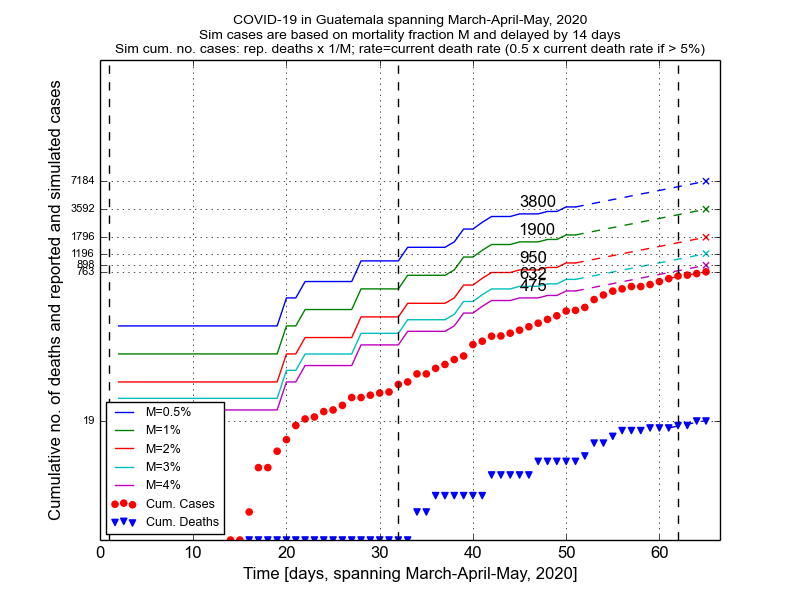 COVID-19 in Guatemala spanning March-April-May, 2020
Sim cases are based on mortality fraction M and delayed by 14 days
Sim cum. no. cases: rep. deaths x 1/M; rate=current death rate (0.5 x current death rate if > 5%)
Cumulative no. of deaths and reported and simulated cases
7184
3592
1796
1196
898
763
19
3800
1900
950
632
475
M=0.5%
M=1%
M=2%
M=3%
M=4%
Cum. Cases
Cum. Deaths
0 10 20 30 40 50 60
Time [days, spanning March-April-May, 2020]